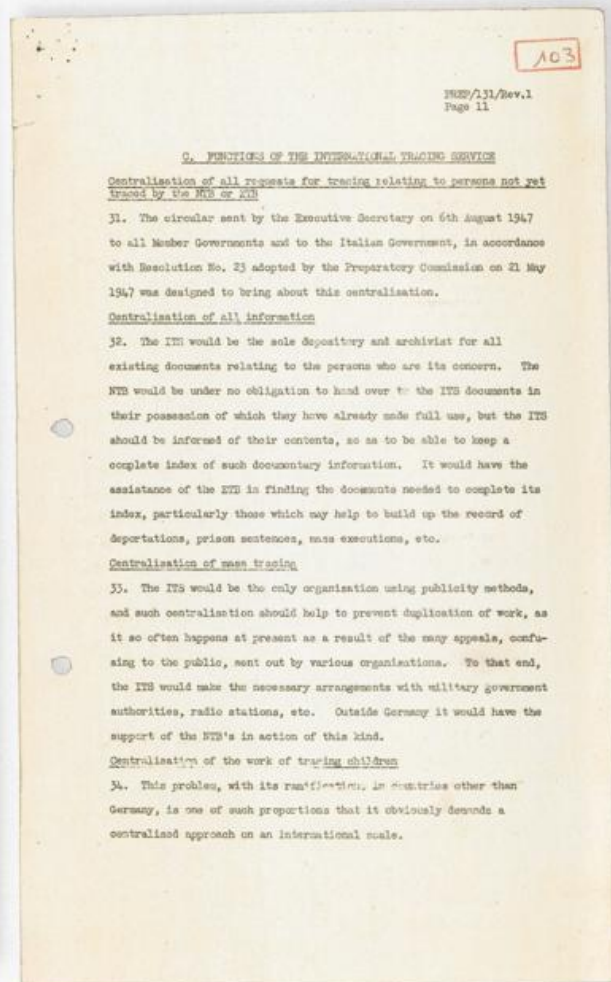 103
PREP/131/Rev.1
Page 11
C. FUNCTIONS OF THE INTERNATIONAL TRACING SERVICE
Centralisation of all requests for tracing relating to persons not yet
traced by the NTB or ZTB
31. The circular sent by the Executive Secretary on 6th August 1947
to all Member Governments and to the Italian Government, in accordance
with Resolution No. 23 adopted by the Preparatory Commission on 21 May
1947 was designed to bring about this centralisation.
Centralisation of all information
32. The ITS would be the sole depository and archivist for all
existing documents relating to the persons who are its concern. The
NTB would be under no obligation to hand over to the ITS documents in
their possession of which they have already made full use, but the ITS
should be informed of their contents, so as to be able to keep a
complete index of such documentary information. It would have the
assistance of the ZTB in finding the documents needed to complete its
index, particularly those which may help to build up the record of
deportations, prison sentences, mass executions, etc.
Centralisation of mass tracing
33. The ITS would be the only organisation using publicity methods,
and such centralisation should help to prevent duplication of work, as
it so often happens at present as a result of the many appeals, confu-
sing to the public, sent out by various organisations. To that end,
the ITS would make the necessary arrangements with military government
authorities, radio stations, etc. Outside Germany it would have the
support of the NTB's in action of this kind.
Centralisation of the work of tracing children
34. This problem, with its ramification, in countries other than
Germany, is one of such proportions that it obviously demands a
centralised approach on an international scale.